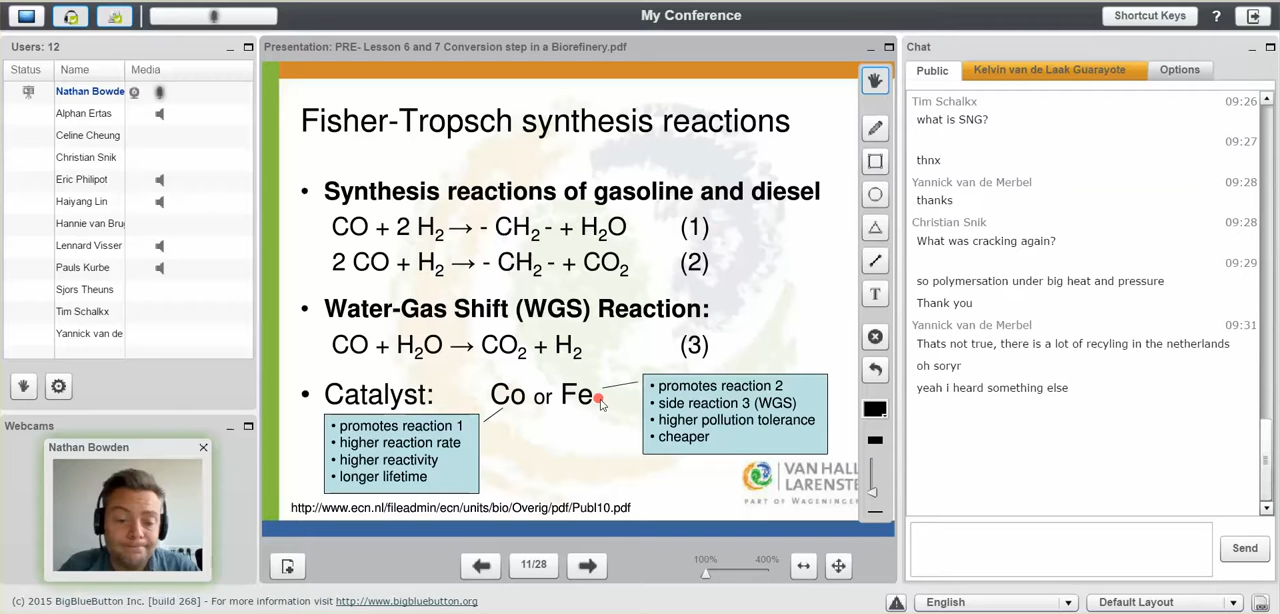 My Conference
Shortcut Keys
?
Users: 12
Status Name Media
Nathan Bowde
Alphan Ertas
Celine Cheung
Christian Snik
Eric Philipot
Haiyang Lin
Hannie van Bru
Lennard Visser
Pauls Kurbe
Sjors Theuns
Tim Schalkx
Yannick van de
Webcams
Nathan Bowden
Presentation: PRE- Lesson 6 and 7 Conversion step in a Biorefinery.pdf
Fisher-Tropsch synthesis reactions
• Synthesis reactions of gasoline and diesel
CO + 2 H₂ → - CH₂ - + H₂O (1)
2 CO + H₂ → - CH₂ - + CO₂ (2)
• Water-Gas Shift (WGS) Reaction:
CO + H₂O → CO₂ + H₂ (3)
• Catalyst: Co or Fe
• promotes reaction 1
• higher reaction rate
• higher reactivity
• longer lifetime
• promotes reaction 2
• side reaction 3 (WGS)
• higher pollution tolerance
• cheaper
VAN HALL
LARENSTE
PART OF WAGENINGE
http://www.ecn.nl/fileadmin/ecn/units/bio/Overig/pdf/Publ10.pdf
T
11/28
100% 400%
Chat
Public Kelvin van de Laak Guarayote Options
Tim Schalkx 09:26
what is SNG?
09:27
thnx
Yannick van de Merbel 09:28
thanks
Christian Snik 09:28
What was cracking again?
09:29
so polymersation under big heat and pressure
Thank you
Yannick van de Merbel 09:31
Thats not true, there is a lot of recyling in the netherlands
oh soryr
yeah i heard something else
Send
(c) 2015 BigBlueButton Inc. [build 268] - For more information visit http://www.bigbluebutton.org
English
Default Layout